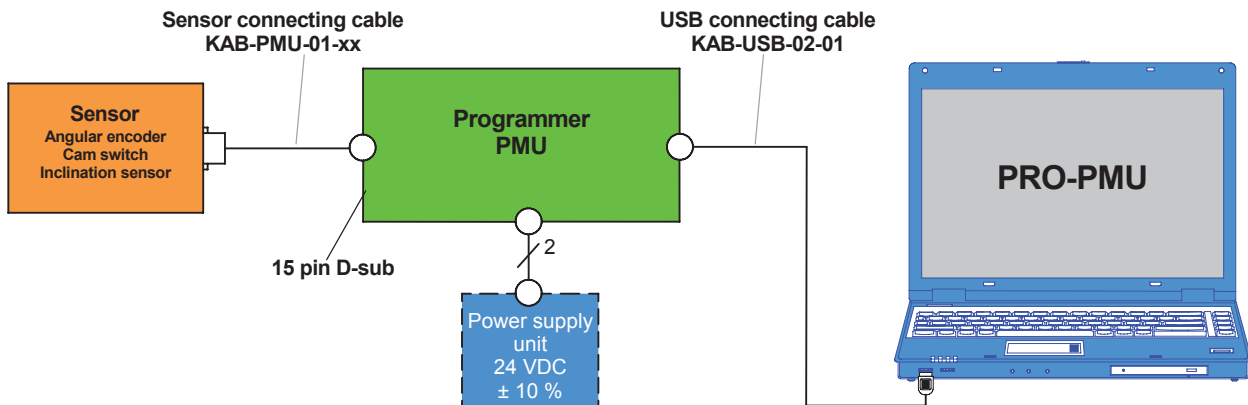 Sensor connecting cable
KAB-PMU-01-xx
USB connecting cable
KAB-USB-02-01
Sensor
Angular encoder
Cam switch
Inclination sensor
Programmer
PMU
PRO-PMU
15 pin D-sub
2
Power supply
unit
24 VDC
± 10 %